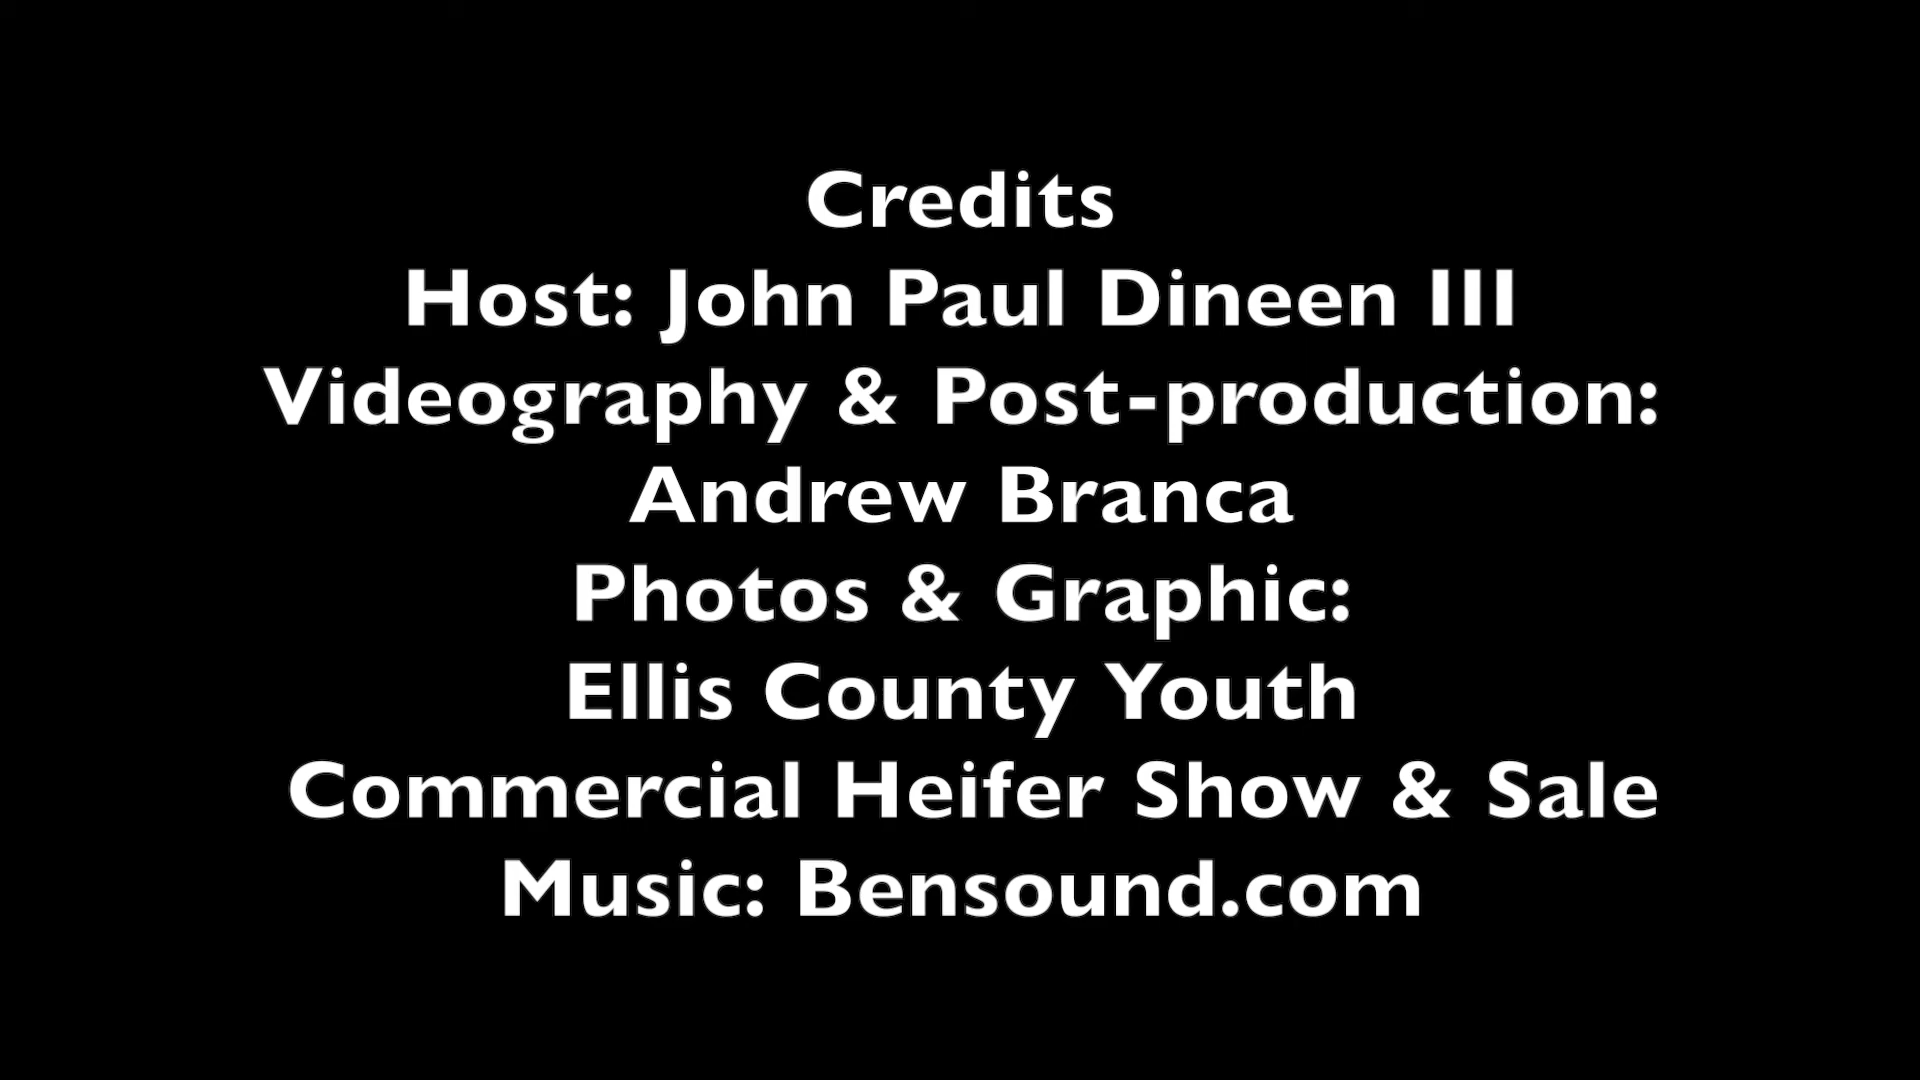 Credits
Host: John Paul Dineen III
Videography & Post-production:
Andrew Branca
Photos & Graphic:
Ellis County Youth
Commercial Heifer Show & Sale
Music: Bensound.com